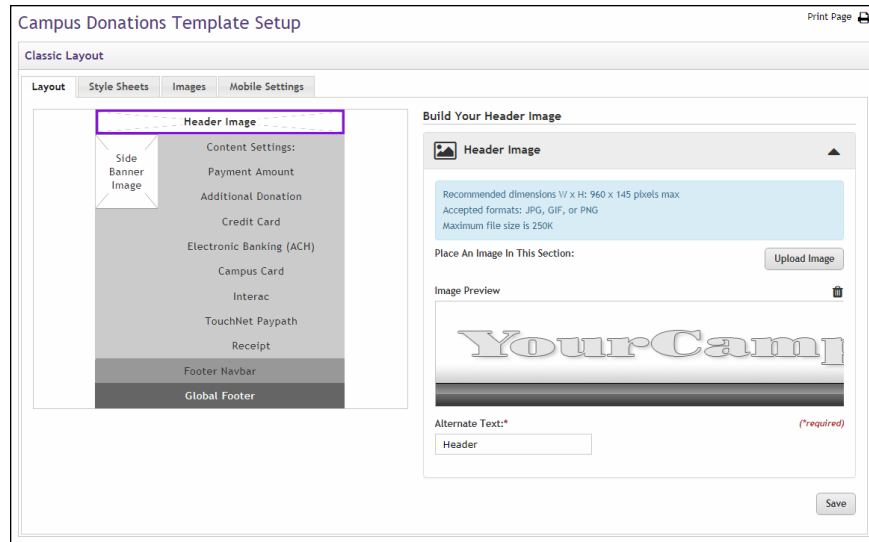 Campus Donations Template Setup
Print Page
Classic Layout
Layout
Style Sheets
Images
Mobile Settings
Header Image
Side
Banner
Image
Content Settings:
Payment Amount
Additional Donation
Credit Card
Electronic Banking (ACH)
Campus Card
Interac
TouchNet Paypath
Receipt
Footer Navbar
Global Footer
Build Your Header Image
Header Image
Recommended dimensions W x H: 960 x 145 pixels max
Accepted formats: JPG, GIF, or PNG
Maximum file size is 250K
Place An Image In This Section:
Upload Image
Image Preview
YourCamp
Alternate Text:*
(*required)
Header
Save